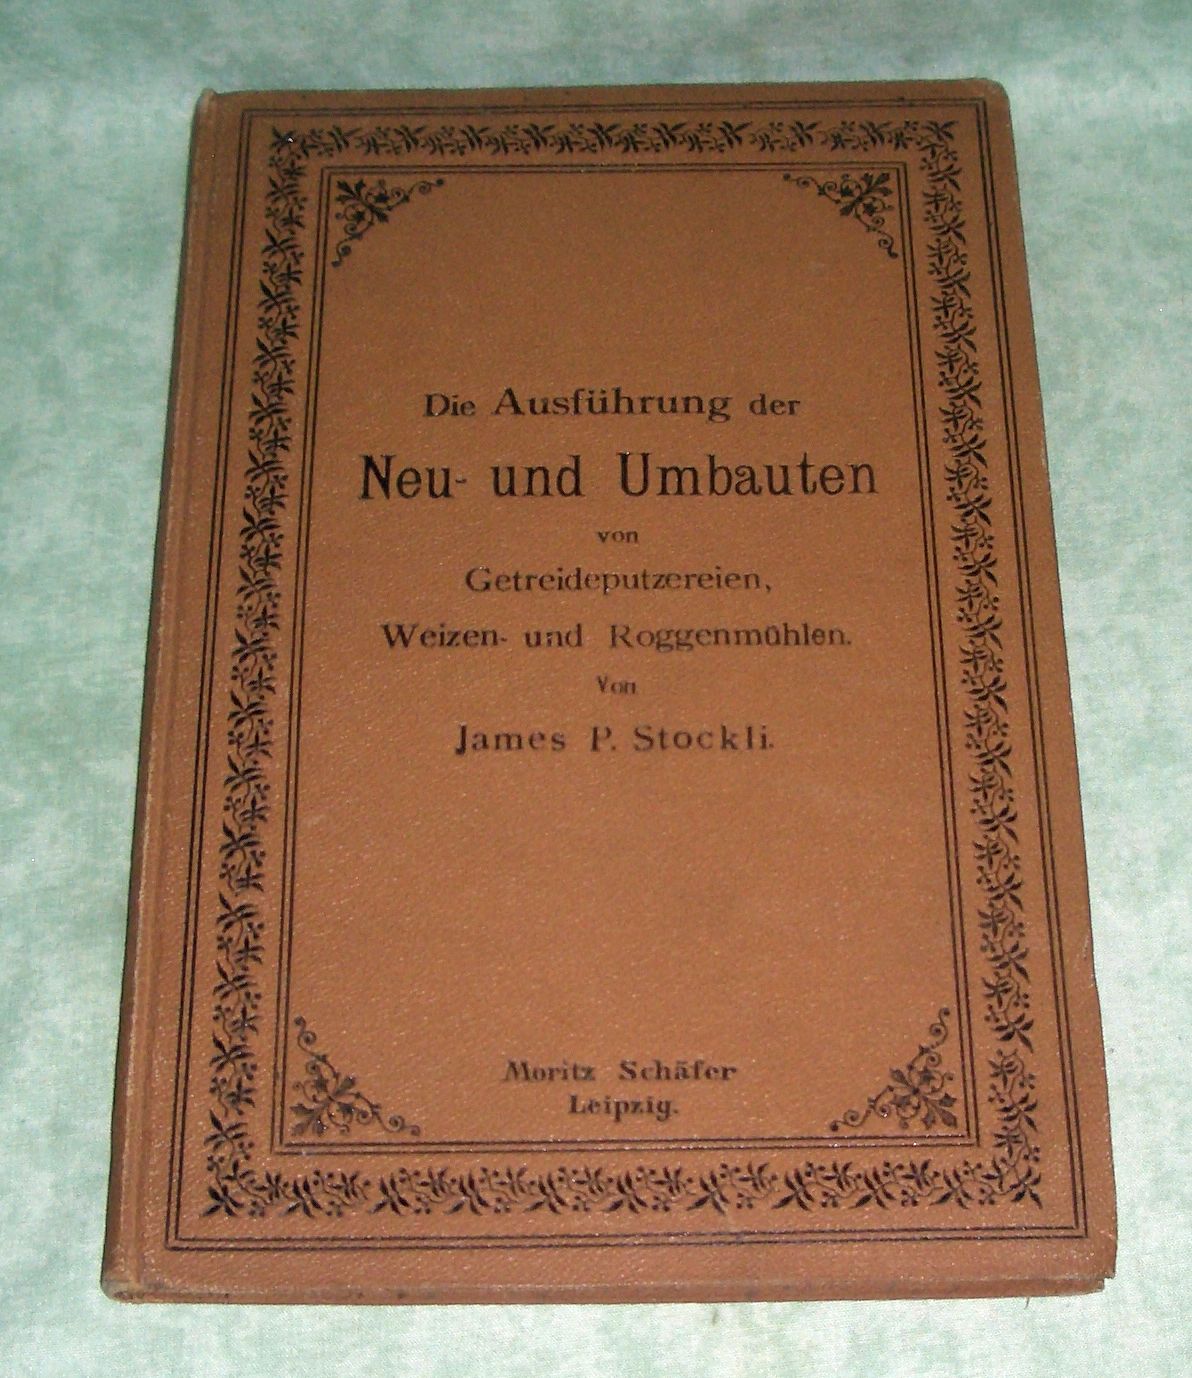 Die Ausführung der
Neu- und Umbauten
von
Getreideputzereien,
Weizen- und Roggenmühlen.
Von
James P. Stockli.
Moritz Schäfer
Leipzig.